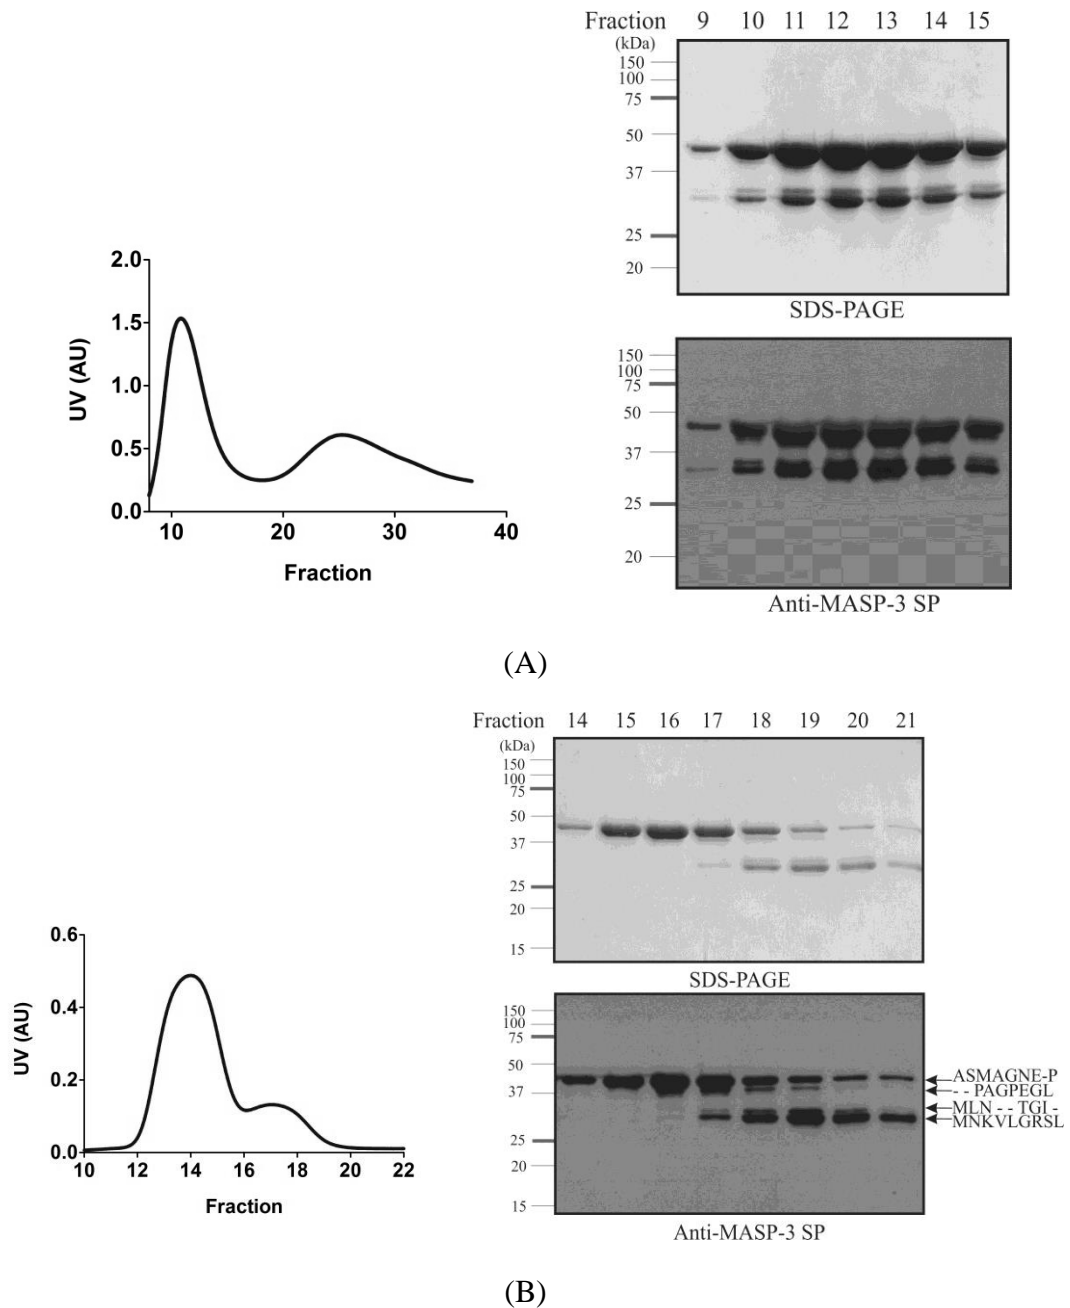 Fraction 9 10 11 12 13 14 15
(kDa)
150
100
75
50
37
25
20
SDS-PAGE
2.0
1.5
1.0
0.5
0.0
UV (AU)
10 20 30 40
Fraction
150
100
75
50
37
25
20
Anti-MASP-3 SP
(A)
Fraction 14 15 16 17 18 19 20 21
(kDa)
150
100
75
50
37
25
20
15
SDS-PAGE
0.6
0.4
0.2
0.0
UV (AU)
10 12 14 16 18 20 22
Fraction
150
100
75
50
37
25
20
15
ASMAGNE-P
- - PAGPEGL
MLN - - TGI -
MNKVLGRSL
Anti-MASP-3 SP
(B)